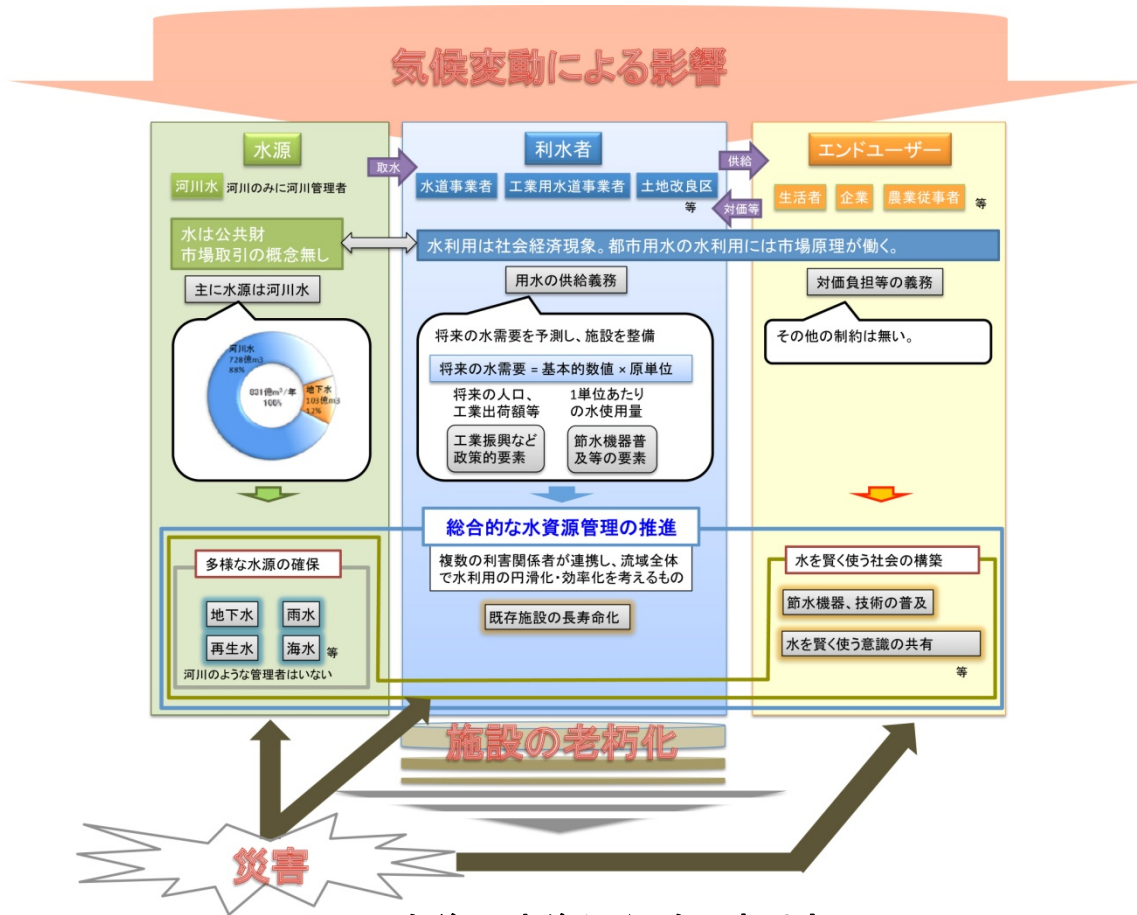 気候変動による影響
水源
取水
利水者
供給
エンドユーザー
河川水 河川のみに河川管理者
水道事業者 工業用水道事業者 土地改良区
等
対価等
生活者 企業 農業従事者 等
水は公共財
市場取引の概念無し
水利用は社会経済現象。都市用水の水利用には市場原理が働く。
主に水源は河川水
用水の供給義務
対価負担等の義務
河川水
728億m3
88%
831億m³/年
100%
地下水
103億m3
12%
将来の水需要を予測し、施設を整備
将来の水需要 = 基本的数値 × 原単位
将来の人口、
工業出荷額等
1単位あたり
の水使用量
工業振興など
政策的要素
節水機器普
及等の要素
その他の制約は無い。
総合的な水資源管理の推進
複数の利害関係者が連携し、流域全体
で水利用の円滑化・効率化を考えるもの
既存施設の長寿命化
多様な水源の確保
地下水 雨水
再生水 海水 等
河川のような管理者はいない
水を賢く使う社会の構築
節水機器、技術の普及
水を賢く使う意識の共有
等
施設の老朽化
災害